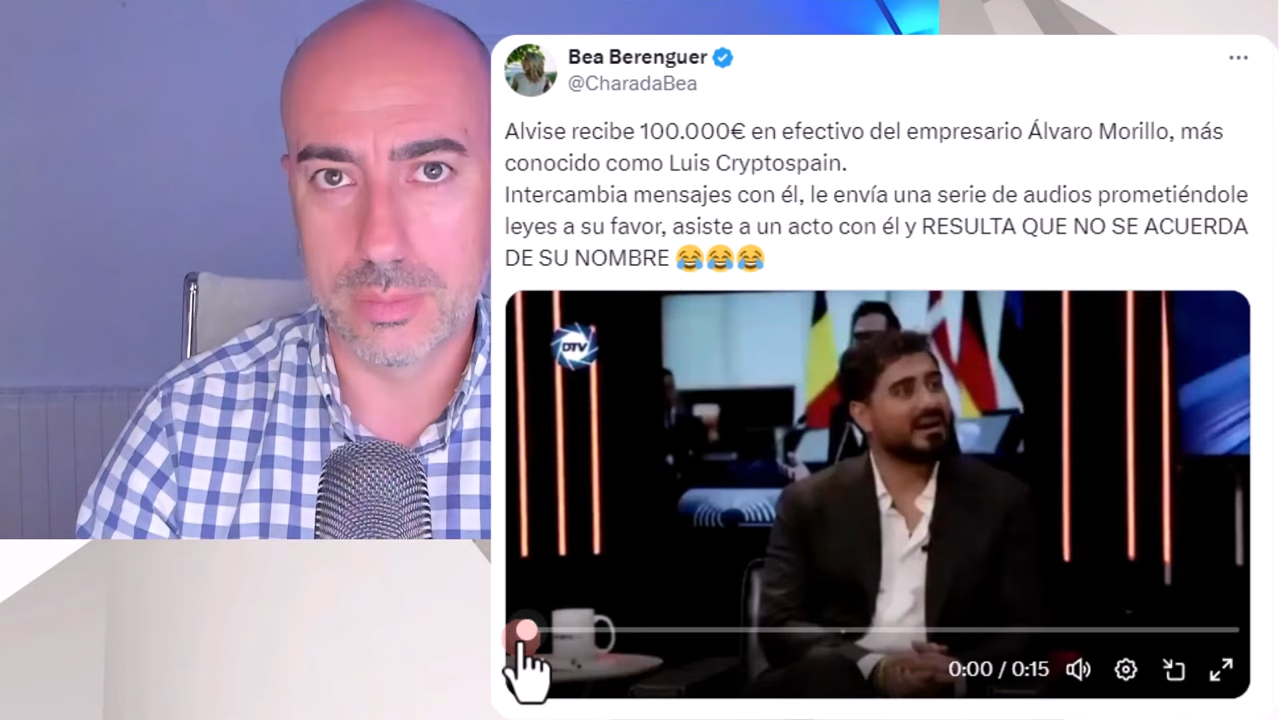 Bea Berenguer
@CharadaBea
Alvise recibe 100.000€ en efectivo del empresario Álvaro Morillo, más
conocido como Luis Cryptospain.
Intercambia mensajes con él, le envía una serie de audios prometiéndole
leyes a su favor, asiste a un acto con él y RESULTA QUE NO SE ACUERDA
DE SU NOMBRE 😂😂😂
DTV
0:00 / 0:15